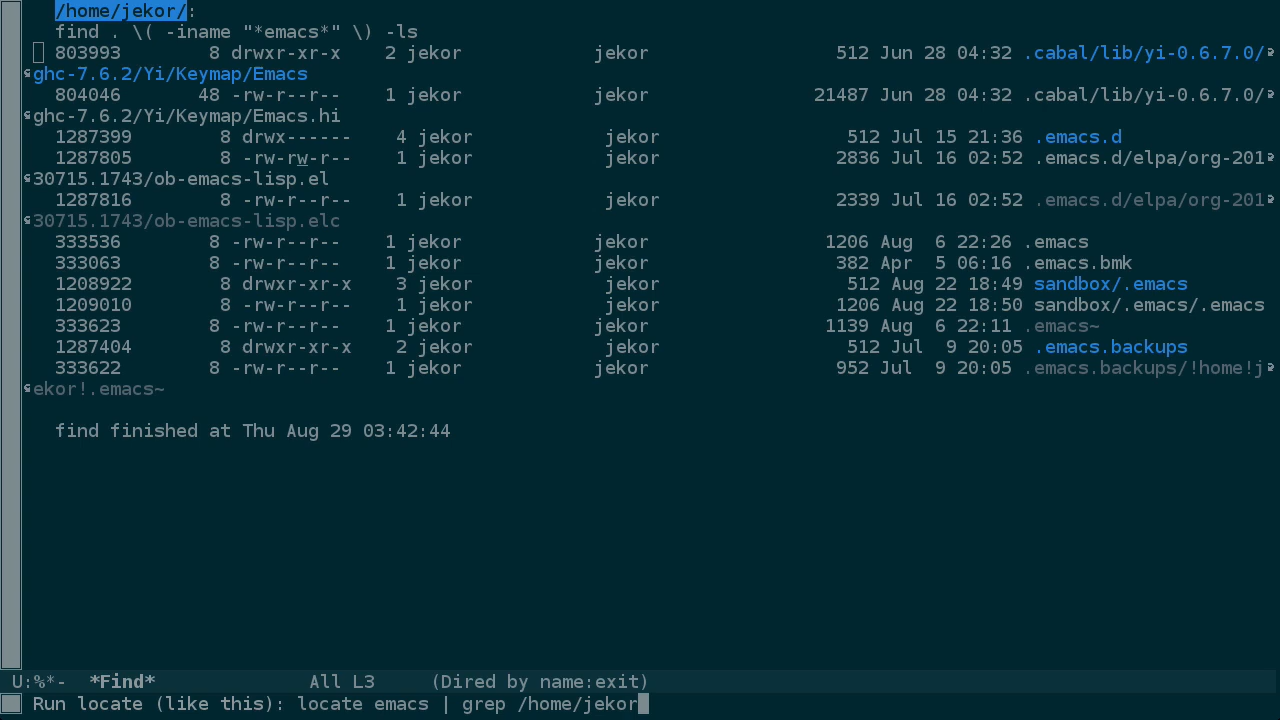 /home/jekor/:
find . \( -iname "*emacs*" \) -ls
803993        8 drwxr-xr-x    2 jekor            jekor                 512 Jun 28 04:32 .cabal/lib/yi-0.6.7.0/
ghc-7.6.2/Yi/Keymap/Emacs
804046       48 -rw-r--r--    1 jekor            jekor               21487 Jun 28 04:32 .cabal/lib/yi-0.6.7.0/
ghc-7.6.2/Yi/Keymap/Emacs.hi
1287399        8 drwx------    4 jekor            jekor                 512 Jul 15 21:36 .emacs.d
1287805        8 -rw-rw-r--    1 jekor            jekor                2836 Jul 16 02:52 .emacs.d/elpa/org-201
30715.1743/ob-emacs-lisp.el
1287816        8 -rw-r--r--    1 jekor            jekor                2339 Jul 16 02:52 .emacs.d/elpa/org-201
30715.1743/ob-emacs-lisp.elc
333536        8 -rw-r--r--    1 jekor            jekor                1206 Aug  6 22:26 .emacs
333063        8 -rw-r--r--    1 jekor            jekor                 382 Apr  5 06:16 .emacs.bmk
1208922        8 drwxr-xr-x    3 jekor            jekor                 512 Aug 22 18:49 sandbox/.emacs
1209010        8 -rw-r--r--    1 jekor            jekor                1206 Aug 22 18:50 sandbox/.emacs/.emacs
333623        8 -rw-r--r--    1 jekor            jekor                1139 Aug  6 22:11 .emacs~
1287404        8 drwxr-xr-x    2 jekor            jekor                 512 Jul  9 20:05 .emacs.backups
333622        8 -rw-r--r--    1 jekor            jekor                 952 Jul  9 20:05 .emacs.backups/!home!j
ekor!.emacs~
find finished at Thu Aug 29 03:42:44
U:%*-  *Find*              All L3     (Dired by name:exit)
Run locate (like this): locate emacs | grep /home/jekor